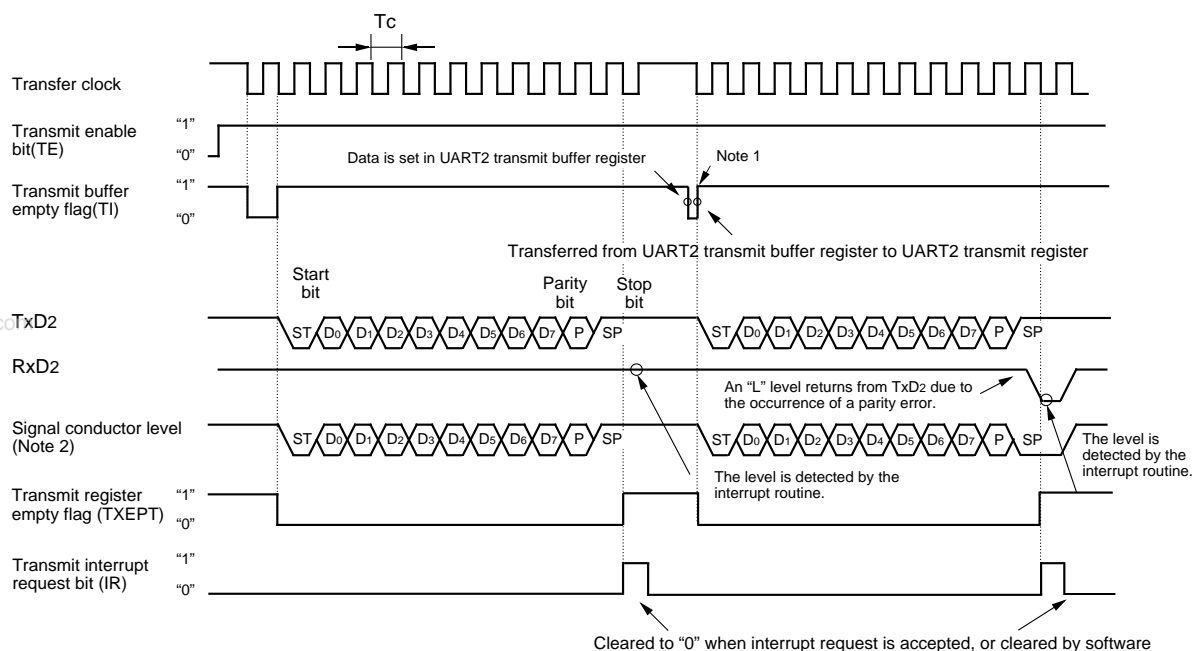 Tc
Transfer clock
Transmit enable
bit(TE)
“1”
“0”
Data is set in UART2 transmit buffer register
Note 1
Transmit buffer
empty flag(TI)
“1”
“0”
Transferred from UART2 transmit buffer register to UART2 transmit register
Start
bit
Parity
bit
Stop
bit
com
TxD2
ST D0 D1 D2 D3 D4 D5 D6 D7 P SP
ST D0 D1 D2 D3 D4 D5 D6 D7 P SP
RxD2
An “L” level returns from TxD2 due to
the occurrence of a parity error.
Signal conductor level
(Note 2)
ST D0 D1 D2 D3 D4 D5 D6 D7 P SP
ST D0 D1 D2 D3 D4 D5 D6 D7 P SP
The level is
detected by the
interrupt routine.
The level is detected by the
interrupt routine.
Transmit register
empty flag (TXEPT)
“1”
“0”
Transmit interrupt
request bit (IR)
“1”
“0”
Cleared to “0” when interrupt request is accepted, or cleared by software